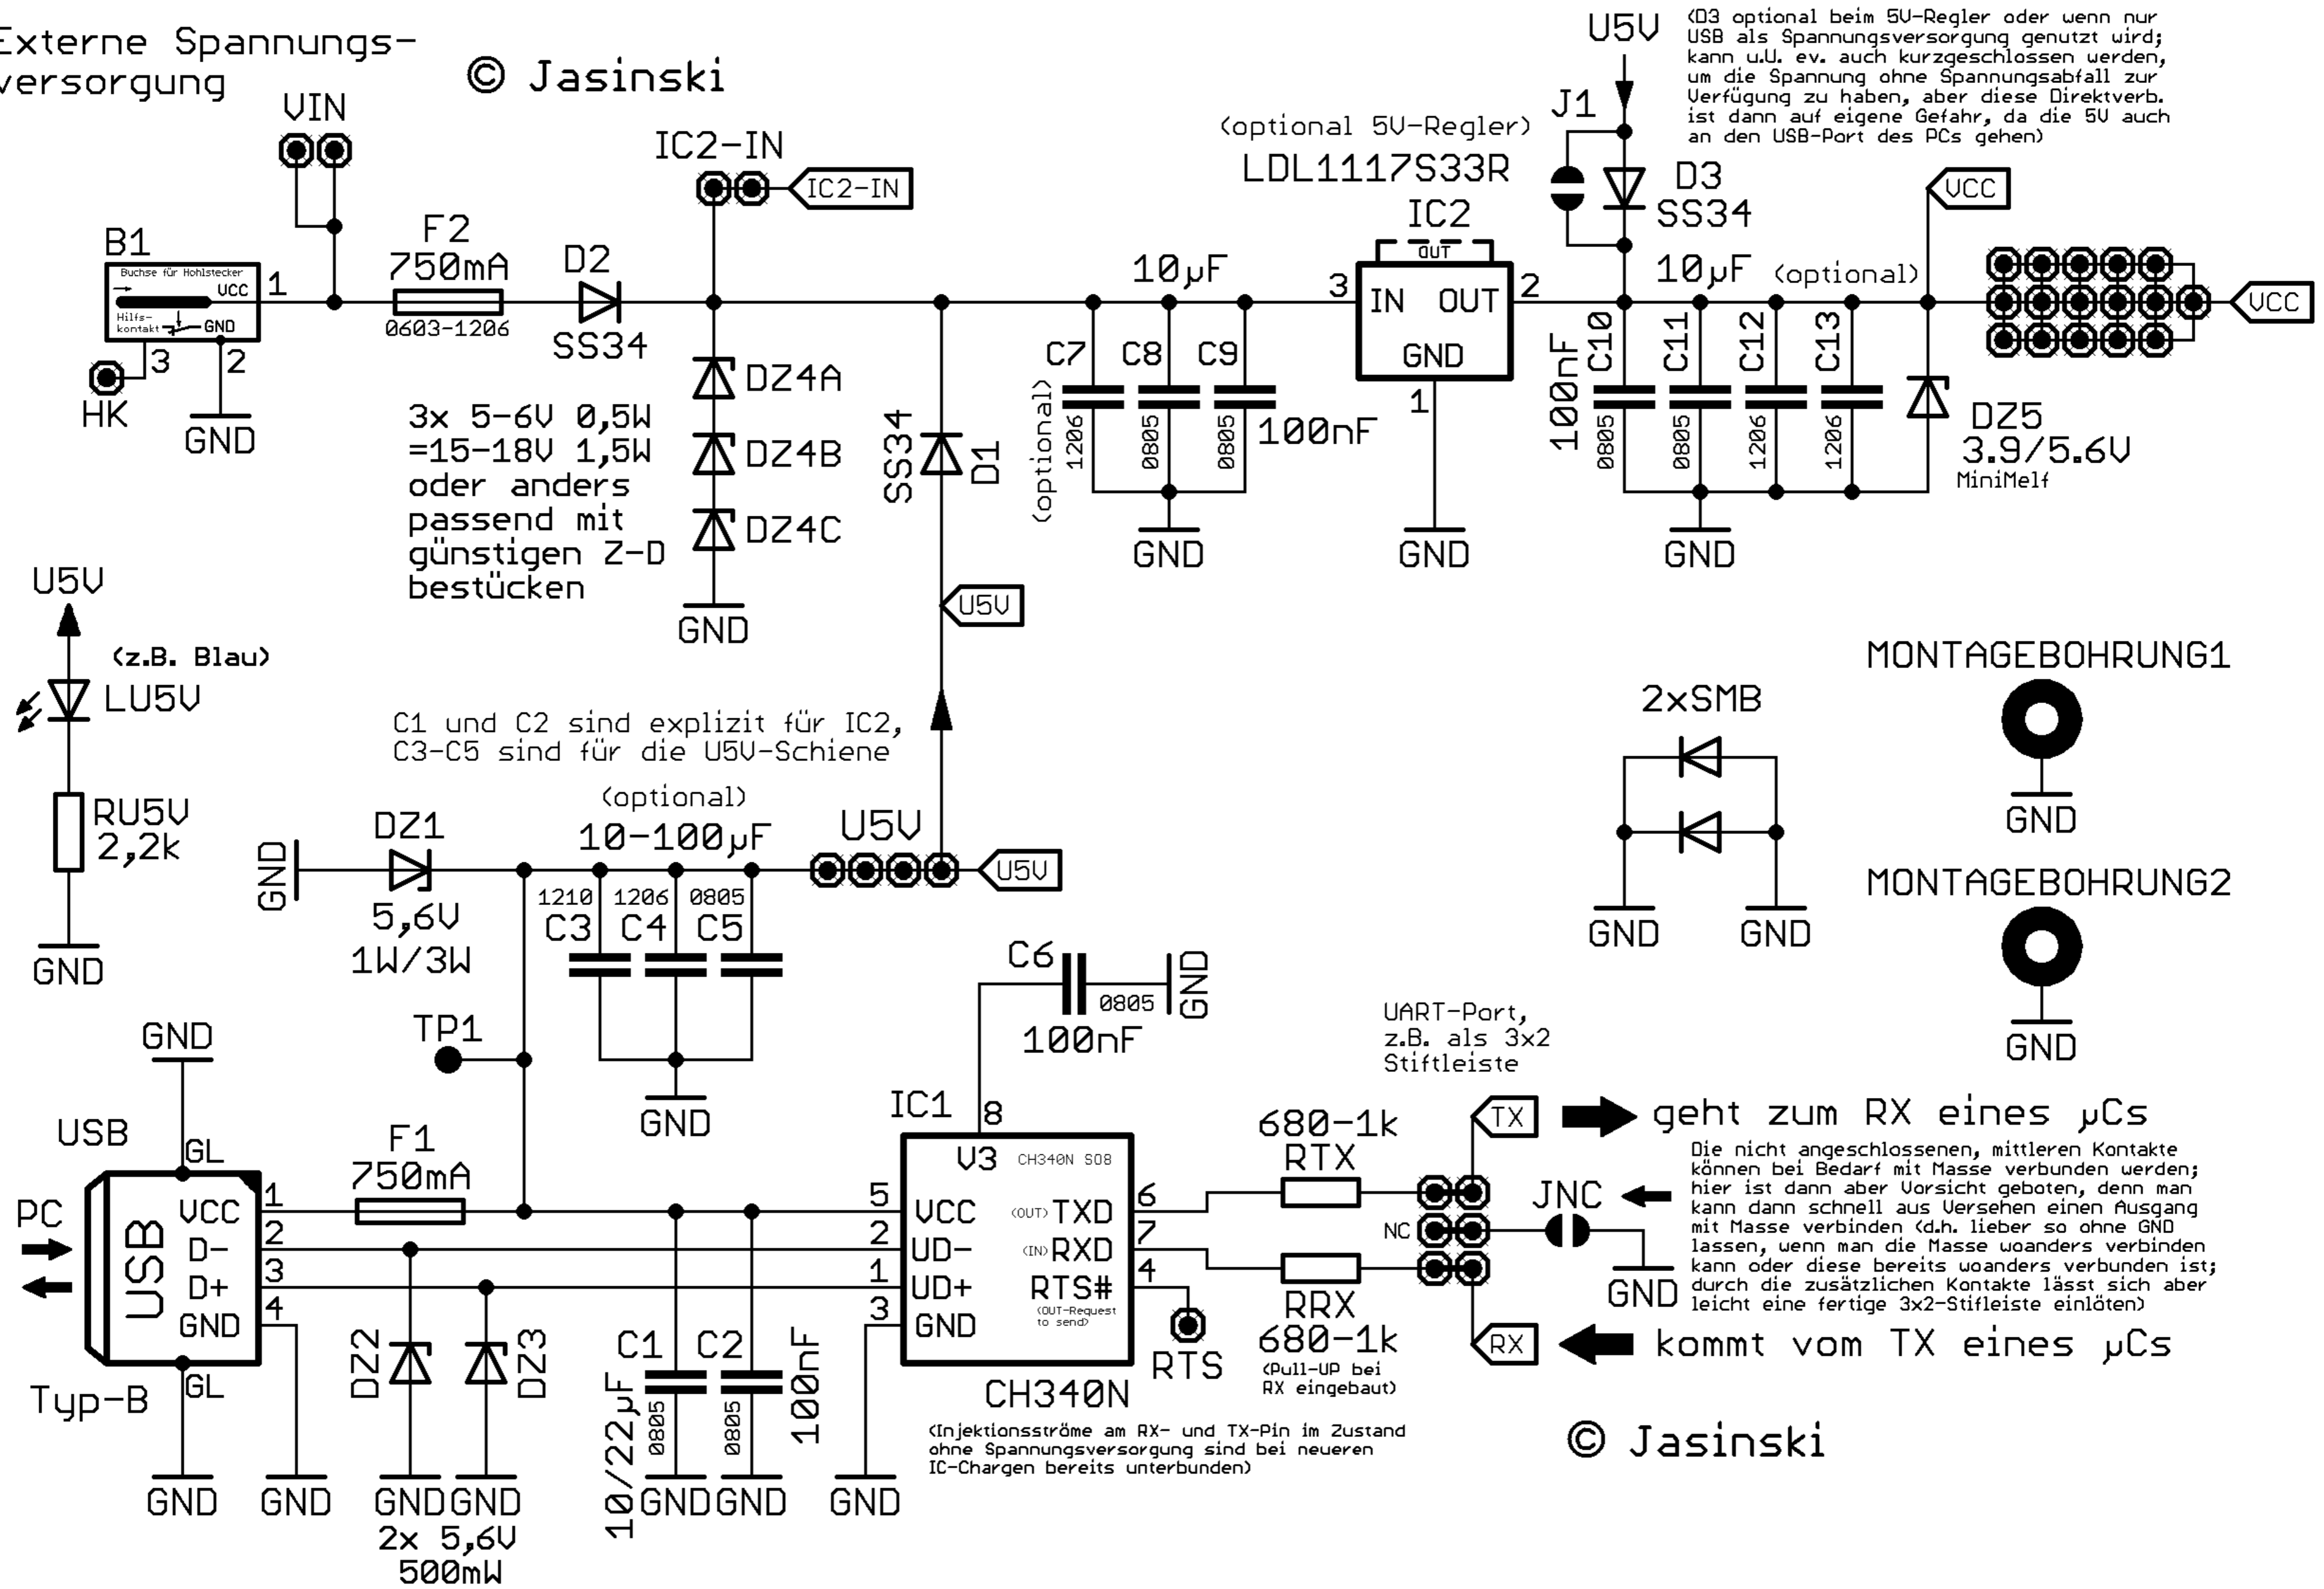 Externe Spannungs-
versorgung
© Jasinski
VIN
B1
Buchse für Hohlstecker
VCC
Hilfs-
kontakt
GND
1
3
2
HK
GND
F2
750mA
0603-1206
D2
SS34
IC2-IN
IC2-IN
3x 5-6V 0,5W
=15-18V 1,5W
oder anders
passend mit
günstigen Z-D
bestücken
DZ4A
DZ4B
DZ4C
GND
SS34
D1
U5V
10µF
C7
C8
C9
(optional)
1206
0805
0805
100nF
GND
(optional 5V-Regler)
LDL1117S33R
IC2
OUT
3
IN
OUT
2
GND
1
GND
U5V
J1
D3
SS34
(D3 optional beim 5V-Regler oder wenn nur
USB als Spannungsversorgung genutzt wird;
kann u.U. ev. auch kurzgeschlossen werden,
um die Spannung ohne Spannungsabfall zur
Verfügung zu haben, aber diese Direktverb.
ist dann auf eigene Gefahr, da die 5V auch
an den USB-Port des PCs gehen)
10µF
(optional)
VCC
VCC
100nF
C10
C11
C12
C13
0805
0805
1206
1206
DZ5
3.9/5.6V
MiniMelf
GND
U5V
(z.B. Blau)
LU5V
RU5V
2,2k
GND
C1 und C2 sind explizit für IC2,
C3-C5 sind für die U5V-Schiene
(optional)
10-100µF
U5V
U5V
GND
DZ1
5,6V
1W/3W
1210
1206
0805
C3
C4
C5
GND
TP1
2xSMB
GND
GND
MONTAGEBOHRUNG1
GND
MONTAGEBOHRUNG2
GND
C6
0805
100nF
GND
GND
USB
GL
PC
USB
VCC
D-
D+
GND
1
2
3
4
GL
Typ-B
F1
750mA
DZ2
DZ3
C1
C2
10/22µF
0805
0805
100nF
GND
GND
GND
GND
GND
GND
GND
2x 5,6V
500mW
IC1
8
V3
CH340N SO8
5
VCC
(OUT)
TXD
6
2
UD-
(IN)
RXD
7
1
UD+
RTS#
4
3
GND
(OUT-Request
to send)
CH340N
RTS
(Injektionsströme am RX- und TX-Pin im Zustand
ohne Spannungsversorgung sind bei neueren
IC-Chargen bereits unterbunden)
680-1k
RTX
RRX
680-1k
(Pull-UP bei
RX eingebaut)
UART-Port,
z.B. als 3x2
Stiftleiste
TX
geht zum RX eines µCs
NC
JNC
GND
Die nicht angeschlossenen, mittleren Kontakte
können bei Bedarf mit Masse verbunden werden;
hier ist dann aber Vorsicht geboten, denn man
kann dann schnell aus Versehen einen Ausgang
mit Masse verbinden (d.h. lieber so ohne GND
lassen, wenn man die Masse woanders verbinden
kann oder diese bereits woanders verbunden ist;
durch die zusätzlichen Kontakte lässt sich aber
leicht eine fertige 3x2-Stifleiste einlöten)
RX
kommt vom TX eines µCs
© Jasinski